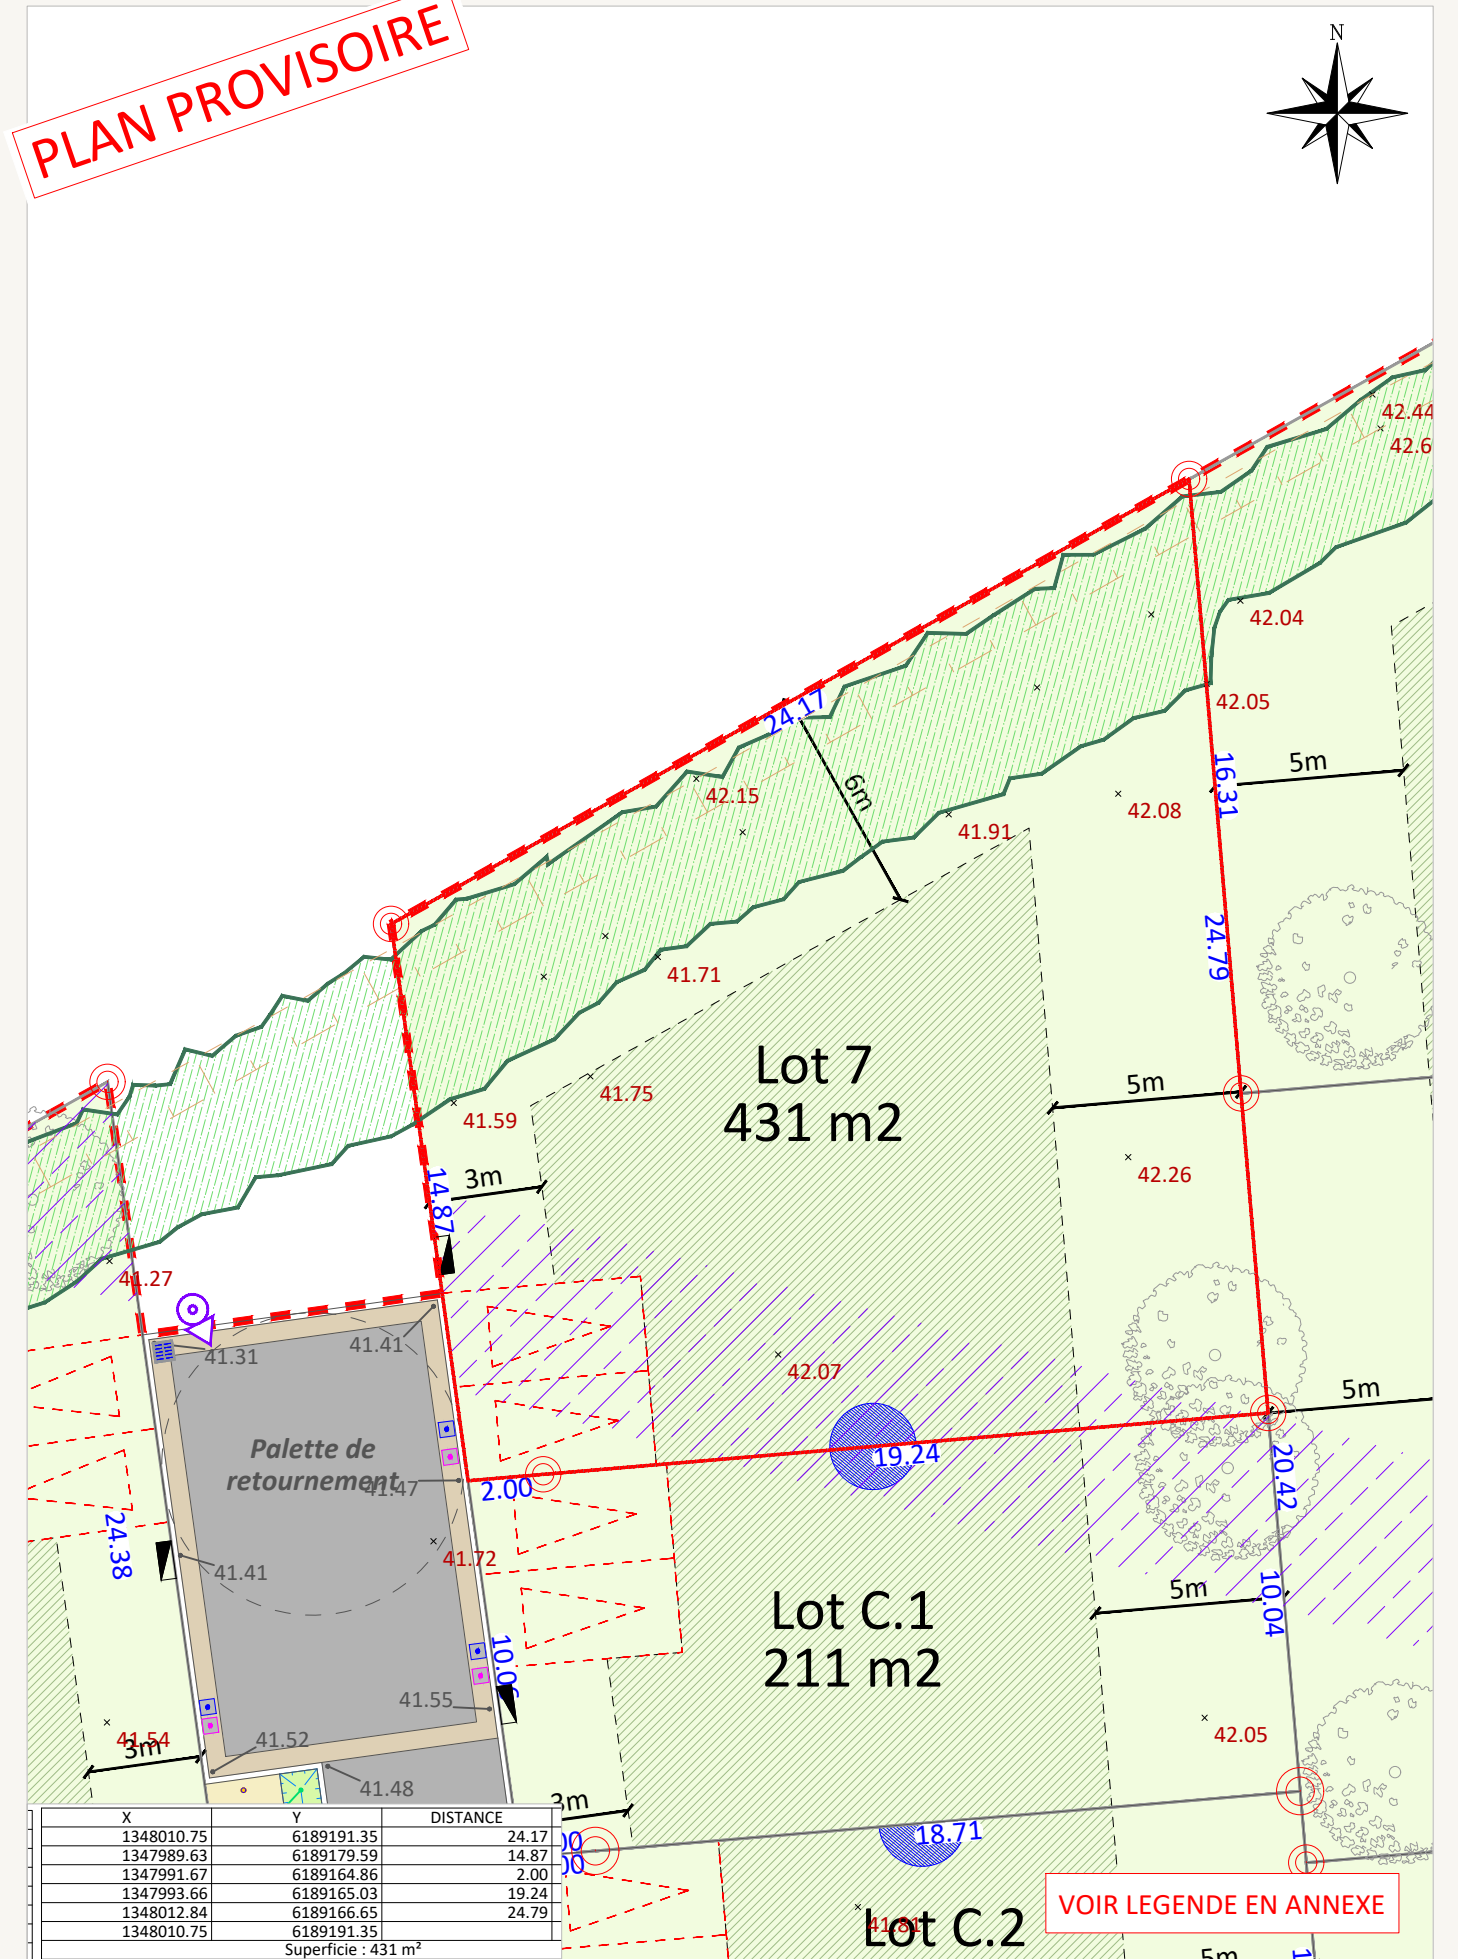 PLAN PROVISOIRE
N
42.44
42.04
42.05
24.17
16.31
5m
42.15
6m
42.08
41.91
24.79
41.71
Lot 7
431 m2
41.75
5m
41.59
42.26
14.87
3m
41.27
41.31
41.41
42.07
5m
Palette de
retournement
41.47
2.00
19.24
20.42
24.38
41.72
41.41
5m
10.04
Lot C.1
211 m2
10.06
41.55
41.54
3m
41.52
42.05
41.48
3m
18.71
X Y DISTANCE
1348010.75 6189191.35 24.17
1347989.63 6189179.59 14.87
1347991.67 6189164.86 2.00
1347993.66 6189165.03 19.24
1348012.84 6189166.65 24.79
1348010.75 6189191.35
Superficie : 431 m²
41.81
Lot C.2
VOIR LEGENDE EN ANNEXE
5m